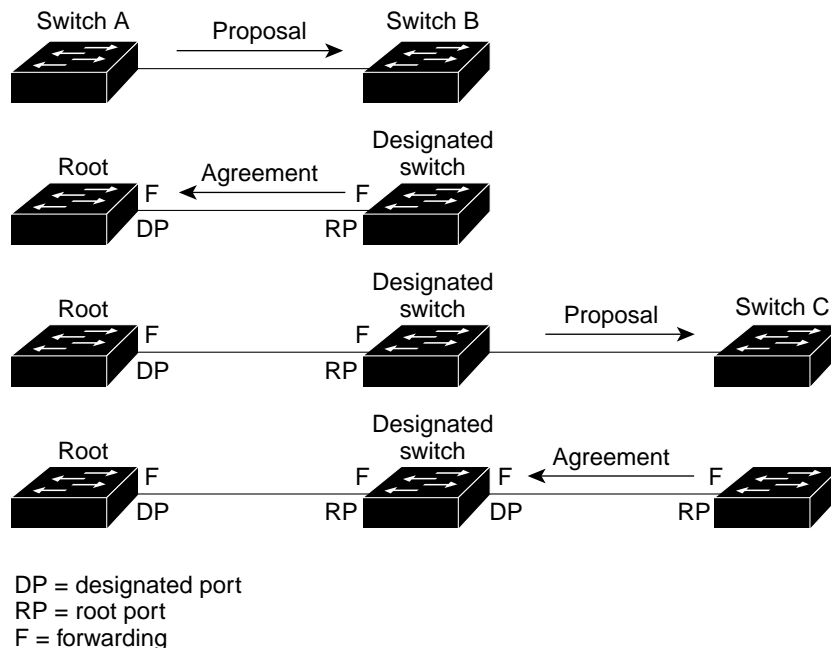 Switch A
Proposal
Switch B
Root
F
Agreement
F
Designated
switch
DP
RP
Root
F
F
Designated
switch
Proposal
Switch C
DP
RP
Root
F
F
Designated
switch
F
Agreement
F
DP
RP
DP
RP
DP = designated port
RP = root port
F = forwarding